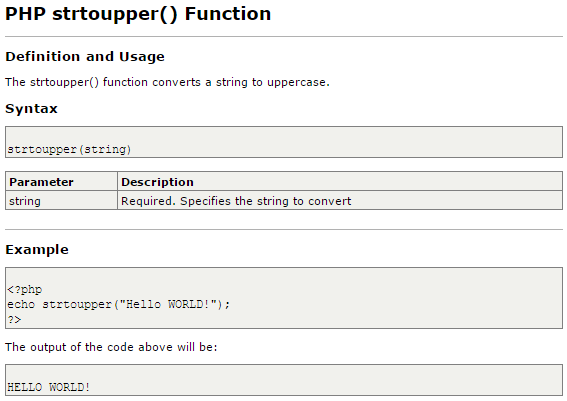 PHP strtoupper() Function
Definition and Usage
The strtoupper() function converts a string to uppercase.
Syntax
strtoupper(string)
Parameter Description
string Required. Specifies the string to convert
Example
<?php
echo strtoupper("Hello WORLD!");
?>
The output of the code above will be:
HELLO WORLD!